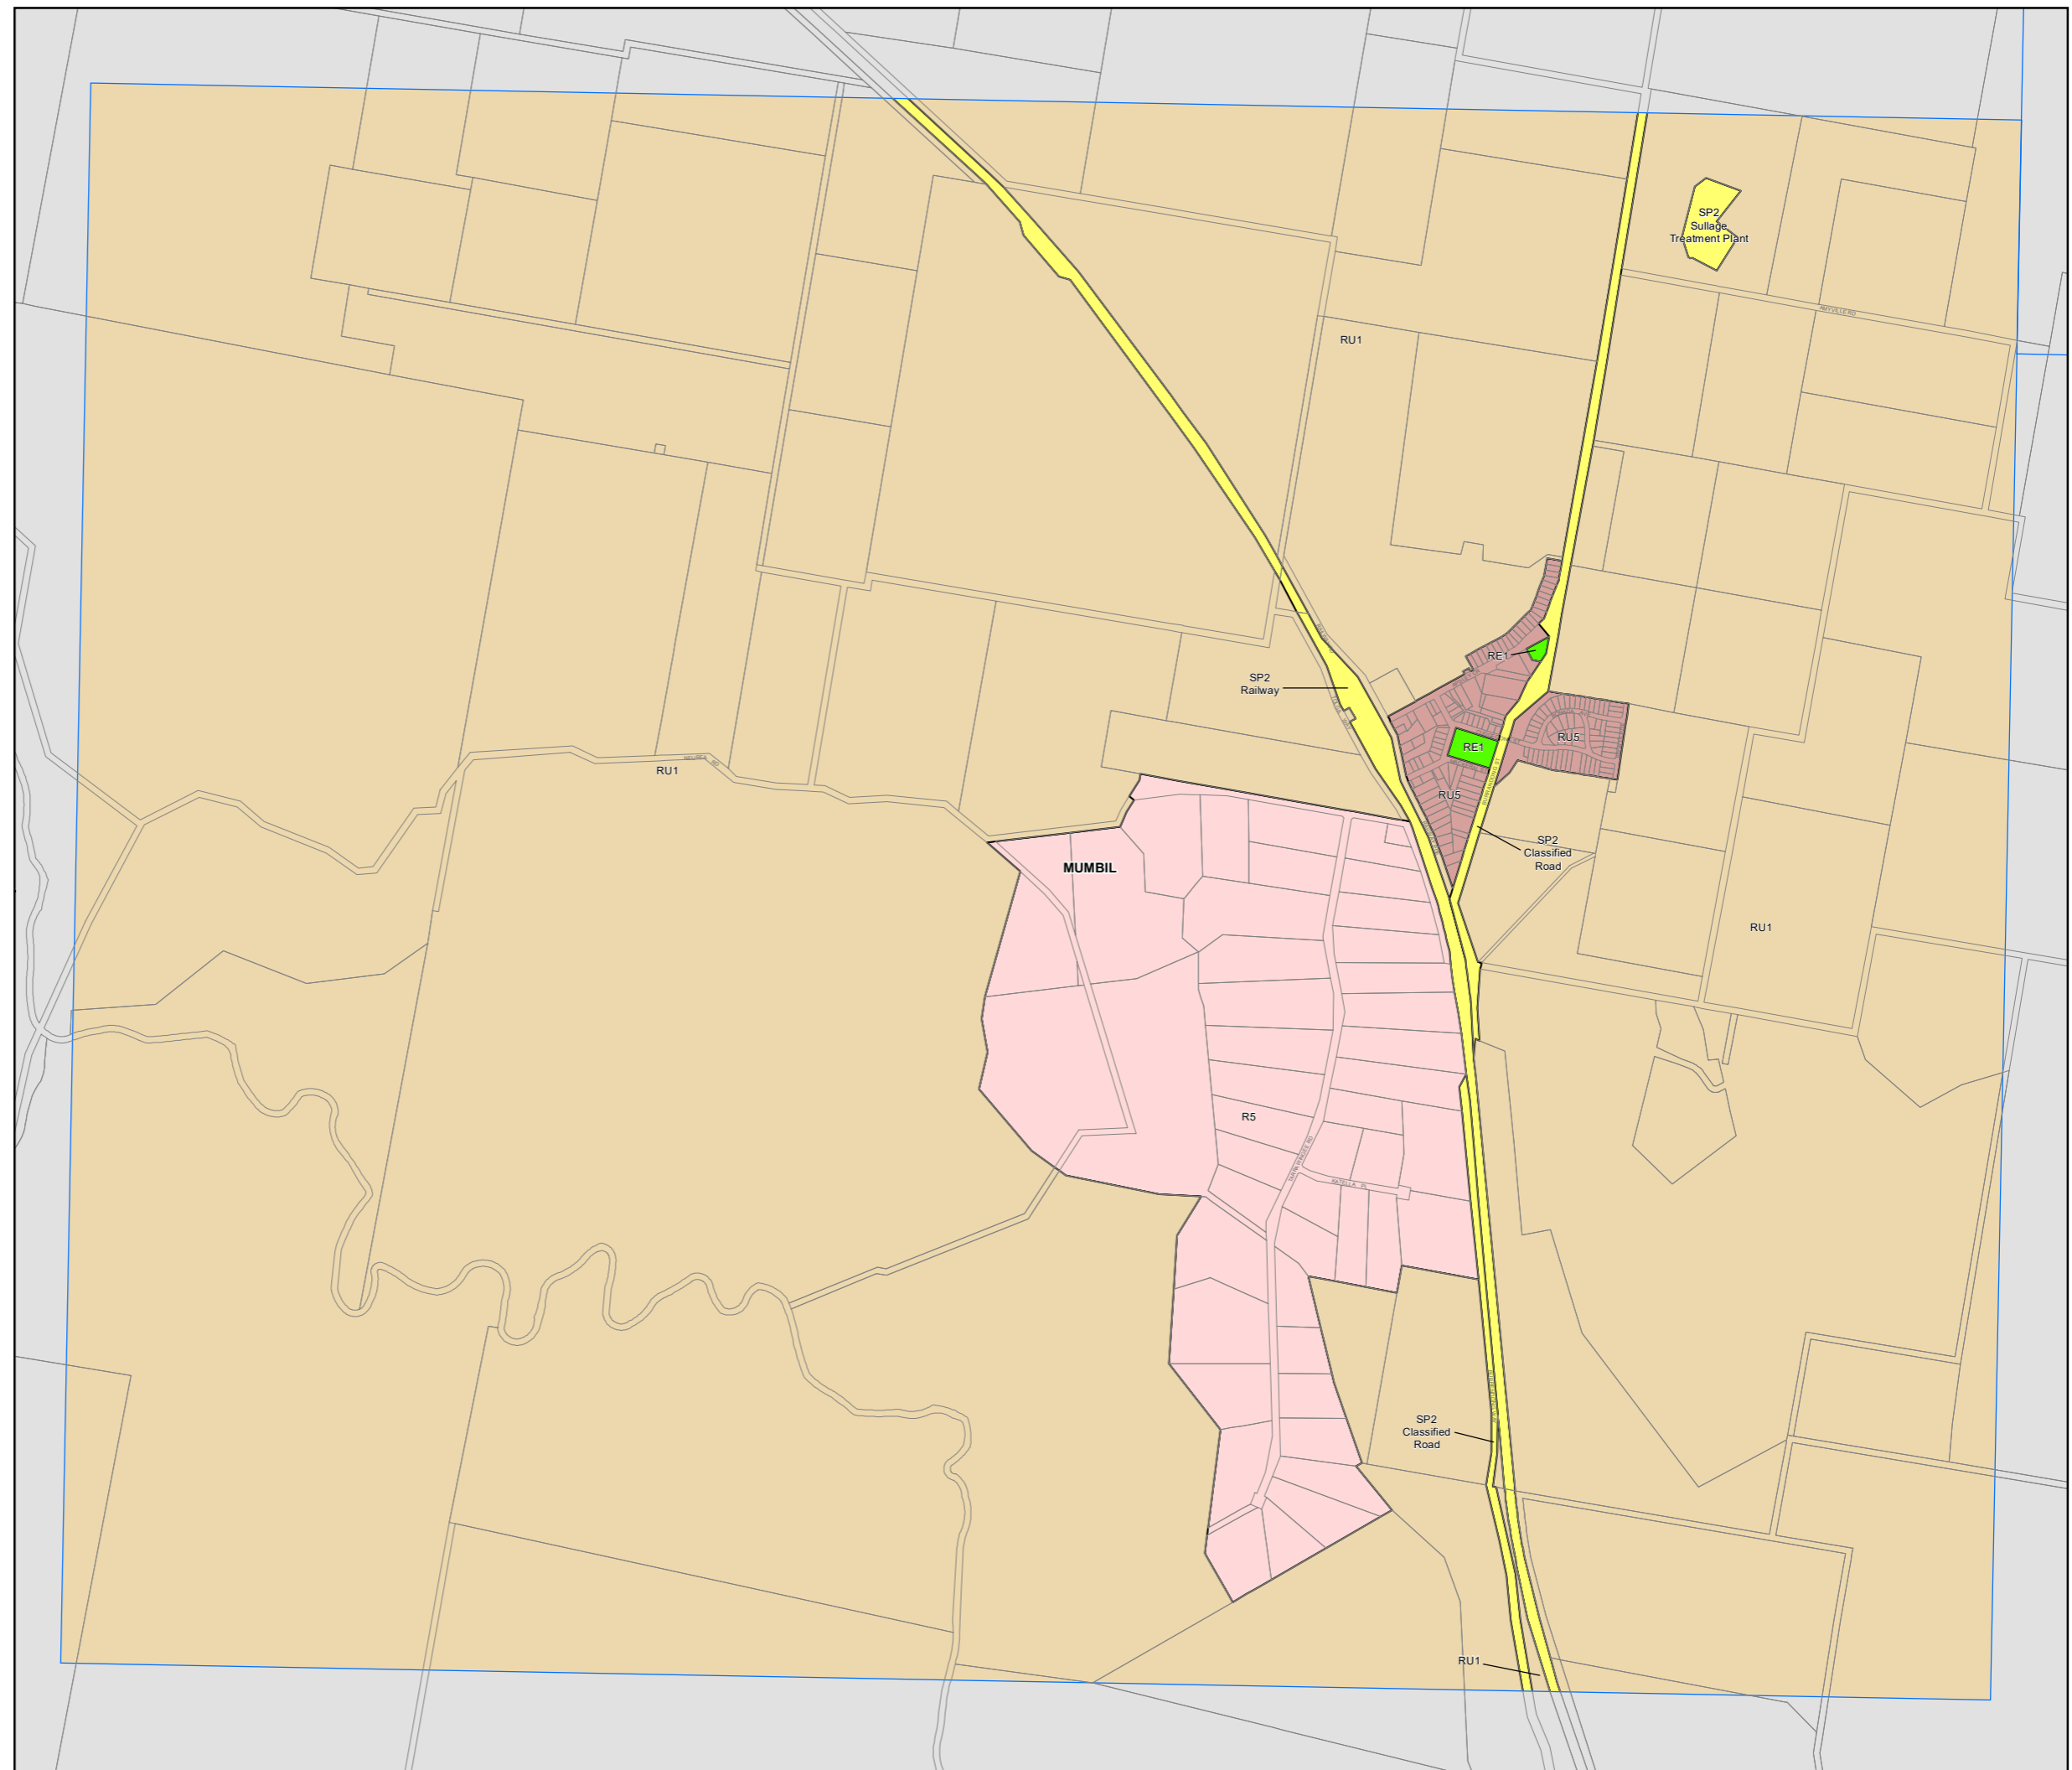 SP2
Sullage
Treatment Plant
RU1
RE1
SP2
Railway
RU5
RE1
RU1
RU5
SP2
Classified
Road
MUMBIL
RU1
R5
SP2
Classified
Road
RU1